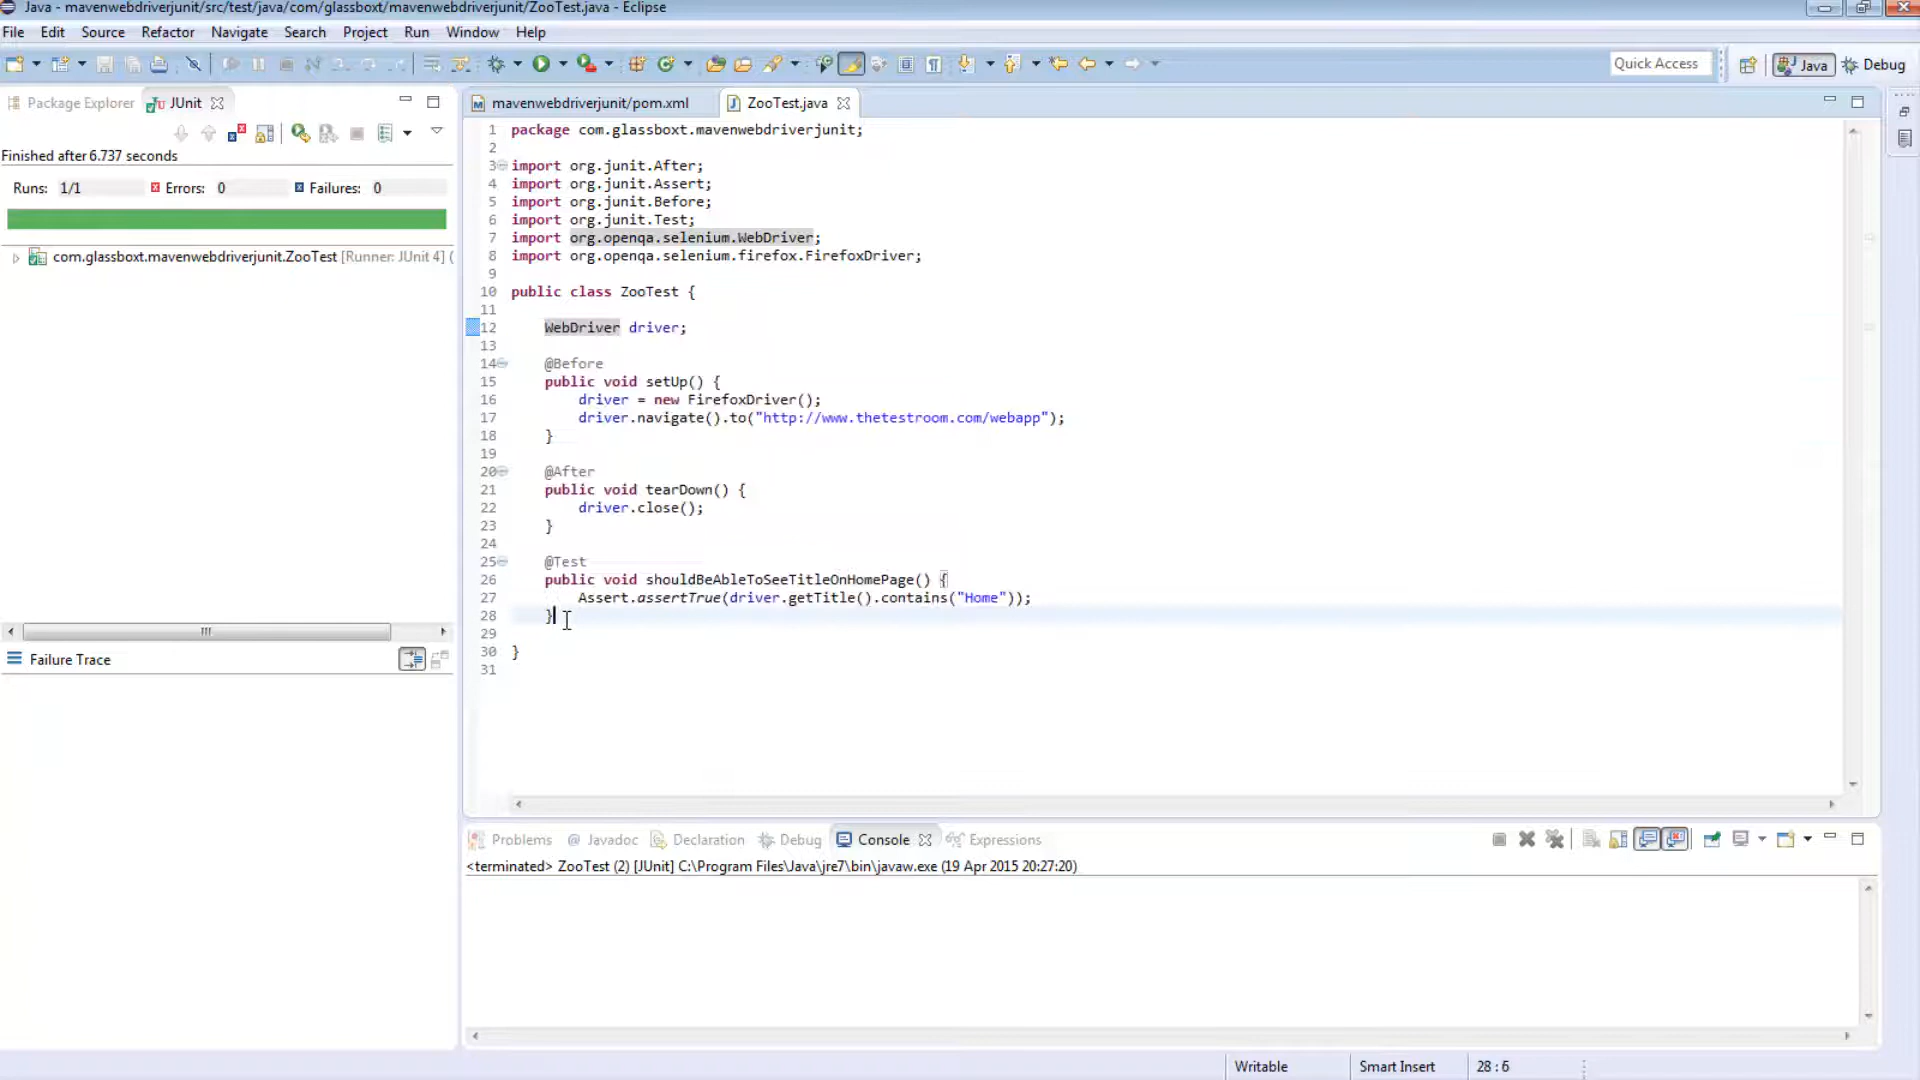 Java - mavenwebdriverjunit/src/test/java/com/glassboxt/mavenwebdriverjunit/ZooTest.java - Eclipse
File Edit Source Refactor Navigate Search Project Run Window Help
Quick Access Java Debug
Package Explorer JUnit
mavenwebdriverjunit/pom.xml ZooTest.java
Finished after 6.737 seconds
Runs: 1/1 Errors: 0 Failures: 0
com.glassboxt.mavenwebdriverjunit.ZooTest [Runner: JUnit 4] (
Failure Trace
1 package com.glassboxt.mavenwebdriverjunit;
2
3 import org.junit.After;
4 import org.junit.Assert;
5 import org.junit.Before;
6 import org.junit.Test;
7 import org.openqa.selenium.WebDriver;
8 import org.openqa.selenium.firefox.FirefoxDriver;
9
10 public class ZooTest {
11
12 WebDriver driver;
13
14 @Before
15 public void setUp() {
16 driver = new FirefoxDriver();
17 driver.navigate().to("http://www.thetestroom.com/webapp");
18 }
19
20 @After
21 public void tearDown() {
22 driver.close();
23 }
24
25 @Test
26 public void shouldBeAbleToSeeTitleOnHomePage() {
27 Assert.assertTrue(driver.getTitle().contains("Home"));
28 }
29
30 }
31
Problems @ Javadoc Declaration Debug Console Expressions
<terminated> ZooTest (2) [JUnit] C:\Program Files\Java\jre7\bin\javaw.exe (19 Apr 2015 20:27:20)
Writable Smart Insert 28 : 6